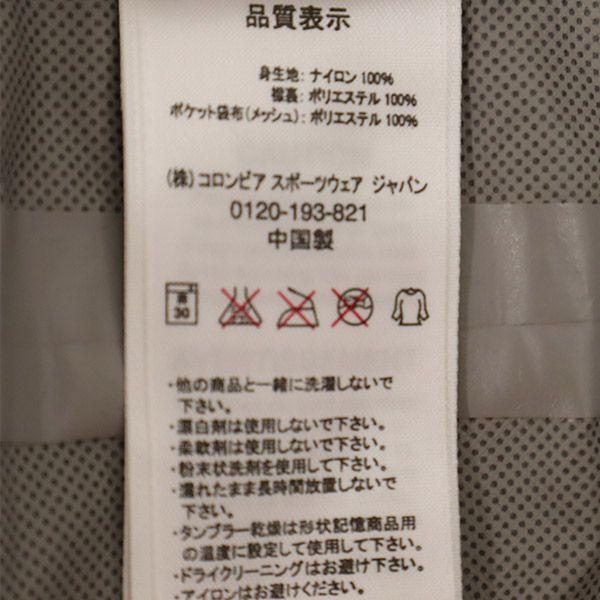 品質表示
身生地: ナイロン 100%
襟裏: ポリエステル 100%
ポケット袋布(メッシュ): ポリエステル 100%
(株) コロンビア スポーツウェア ジャパン
0120-193-821
中国製
30
・他の商品と一緒に洗濯しないで
下さい。
・漂白剤は使用しないで下さい。
・柔軟剤は使用しないで下さい。
・粉末状洗剤を使用して下さい。
・濡れたまま長時間放置しないで
下さい。
・タンブラー乾燥は形状記憶商品用
の温度に設定して使用して下さい。
・ドライクリーニングはお避け下さい。
・アイロンはお避けください。